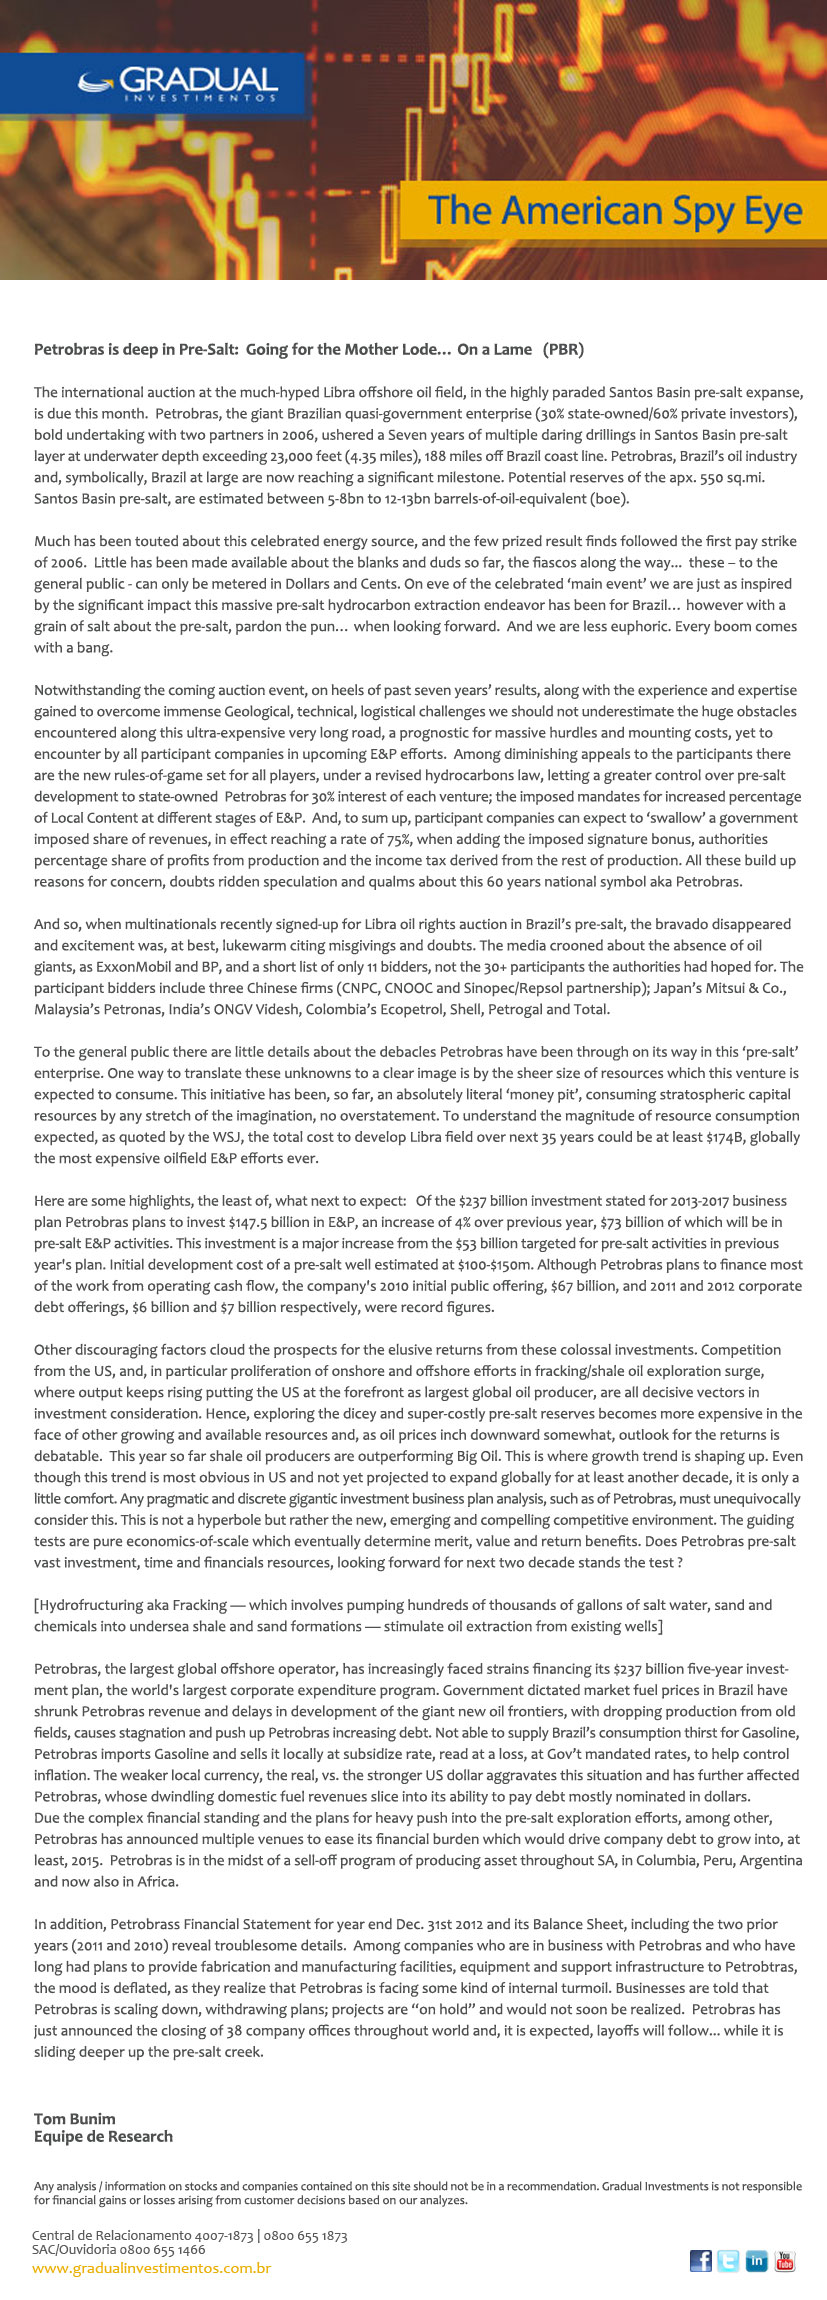 GRADUAL
INVESTIMENTOS
The American Spy Eye
Petrobras is deep in Pre-Salt:  Going for the Mother Lode… On a Lame   (PBR)
The international auction at the much-hyped Libra offshore oil field, in the highly paraded Santos Basin pre-salt expanse,
is due this month.  Petrobras, the giant Brazilian quasi-government enterprise (30% state-owned/60% private investors),
bold undertaking with two partners in 2006, ushered a Seven years of multiple daring drillings in Santos Basin pre-salt
layer at underwater depth exceeding 23,000 feet (4.35 miles), 188 miles off Brazil coast line. Petrobras, Brazil's oil industry
and, symbolically, Brazil at large are now reaching a significant milestone. Potential reserves of the apx. 550 sq.mi.
Santos Basin pre-salt, are estimated between 5-8bn to 12-13bn barrels-of-oil-equivalent (boe).
Much has been touted about this celebrated energy source, and the few prized result finds followed the first pay strike
of 2006.  Little has been made available about the blanks and duds so far, the fiascos along the way...  these – to the
general public - can only be metered in Dollars and Cents. On eve of the celebrated 'main event' we are just as inspired
by the significant impact this massive pre-salt hydrocarbon extraction endeavor has been for Brazil… however with a
grain of salt about the pre-salt, pardon the pun… when looking forward.  And we are less euphoric. Every boom comes
with a bang.
Notwithstanding the coming auction event, on heels of past seven years' results, along with the experience and expertise
gained to overcome immense Geological, technical, logistical challenges we should not underestimate the huge obstacles
encountered along this ultra-expensive very long road, a prognostic for massive hurdles and mounting costs, yet to
encounter by all participant companies in upcoming E&P efforts.  Among diminishing appeals to the participants there
are the new rules-of-game set for all players, under a revised hydrocarbons law, letting a greater control over pre-salt
development to state-owned  Petrobras for 30% interest of each venture; the imposed mandates for increased percentage
of Local Content at different stages of E&P.  And, to sum up, participant companies can expect to 'swallow' a government
imposed share of revenues, in effect reaching a rate of 75%, when adding the imposed signature bonus, authorities
percentage share of profits from production and the income tax derived from the rest of production. All these build up
reasons for concern, doubts ridden speculation and qualms about this 60 years national symbol aka Petrobras.
And so, when multinationals recently signed-up for Libra oil rights auction in Brazil's pre-salt, the bravado disappeared
and excitement was, at best, lukewarm citing misgivings and doubts. The media crooned about the absence of oil
giants, as ExxonMobil and BP, and a short list of only 11 bidders, not the 30+ participants the authorities had hoped for. The
participant bidders include three Chinese firms (CNPC, CNOOC and Sinopec/Repsol partnership); Japan's Mitsui & Co.,
Malaysia's Petronas, India's ONGV Videsh, Colombia's Ecopetrol, Shell, Petrogal and Total.
To the general public there are little details about the debacles Petrobras have been through on its way in this 'pre-salt'
enterprise. One way to translate these unknowns to a clear image is by the sheer size of resources which this venture is
expected to consume. This initiative has been, so far, an absolutely literal 'money pit', consuming stratospheric capital
resources by any stretch of the imagination, no overstatement. To understand the magnitude of resource consumption
expected, as quoted by the WSJ, the total cost to develop Libra field over next 35 years could be at least $174B, globally
the most expensive oilfield E&P efforts ever.
Here are some highlights, the least of, what next to expect:   Of the $237 billion investment stated for 2013-2017 business
plan Petrobras plans to invest $147.5 billion in E&P, an increase of 4% over previous year, $73 billion of which will be in
pre-salt E&P activities. This investment is a major increase from the $53 billion targeted for pre-salt activities in previous
year's plan. Initial development cost of a pre-salt well estimated at $100-$150m. Although Petrobras plans to finance most
of the work from operating cash flow, the company's 2010 initial public offering, $67 billion, and 2011 and 2012 corporate
debt offerings, $6 billion and $7 billion respectively, were record figures.
Other discouraging factors cloud the prospects for the elusive returns from these colossal investments. Competition
from the US, and, in particular proliferation of onshore and offshore efforts in fracking/shale oil exploration surge,
where output keeps rising putting the US at the forefront as largest global oil producer, are all decisive vectors in
investment consideration. Hence, exploring the dicey and super-costly pre-salt reserves becomes more expensive in the
face of other growing and available resources and, as oil prices inch downward somewhat, outlook for the returns is
debatable.  This year so far shale oil producers are outperforming Big Oil. This is where growth trend is shaping up. Even
though this trend is most obvious in US and not yet projected to expand globally for at least another decade, it is only a
little comfort. Any pragmatic and discrete gigantic investment business plan analysis, such as of Petrobras, must unequivocally
consider this. This is not a hyperbole but rather the new, emerging and compelling competitive environment. The guiding
tests are pure economics-of-scale which eventually determine merit, value and return benefits. Does Petrobras pre-salt
vast investment, time and financials resources, looking forward for next two decade stands the test ?
[Hydrofructuring aka Fracking — which involves pumping hundreds of thousands of gallons of salt water, sand and
chemicals into undersea shale and sand formations — stimulate oil extraction from existing wells]
Petrobras, the largest global offshore operator, has increasingly faced strains financing its $237 billion five-year invest-
ment plan, the world's largest corporate expenditure program. Government dictated market fuel prices in Brazil have
shrunk Petrobras revenue and delays in development of the giant new oil frontiers, with dropping production from old
fields, causes stagnation and push up Petrobras increasing debt. Not able to supply Brazil's consumption thirst for Gasoline,
Petrobras imports Gasoline and sells it locally at subsidize rate, read at a loss, at Gov't mandated rates, to help control
inflation. The weaker local currency, the real, vs. the stronger US dollar aggravates this situation and has further affected
Petrobras, whose dwindling domestic fuel revenues slice into its ability to pay debt mostly nominated in dollars.
Due the complex financial standing and the plans for heavy push into the pre-salt exploration efforts, among other,
Petrobras has announced multiple venues to ease its financial burden which would drive company debt to grow into, at
least, 2015.  Petrobras is in the midst of a sell-off program of producing asset throughout SA, in Columbia, Peru, Argentina
and now also in Africa.
In addition, Petrobrass Financial Statement for year end Dec. 31st 2012 and its Balance Sheet, including the two prior
years (2011 and 2010) reveal troublesome details.  Among companies who are in business with Petrobras and who have
long had plans to provide fabrication and manufacturing facilities, equipment and support infrastructure to Petrobtras,
the mood is deflated, as they realize that Petrobras is facing some kind of internal turmoil. Businesses are told that
Petrobras is scaling down, withdrawing plans; projects are "on hold" and would not soon be realized.  Petrobras has
just announced the closing of 38 company offices throughout world and, it is expected, layoffs will follow... while it is
sliding deeper up the pre-salt creek.
Tom Bunim
Equipe de Research
Any analysis / information on stocks and companies contained on this site should not be in a recommendation. Gradual Investments is not responsible
for financial gains or losses arising from customer decisions based on our analyzes.
Central de Relacionamento 4007-1873 | 0800 655 1873
SAC/Ouvidoria 0800 655 1466
www.gradualinvestimentos.com.br
f t in You Tube